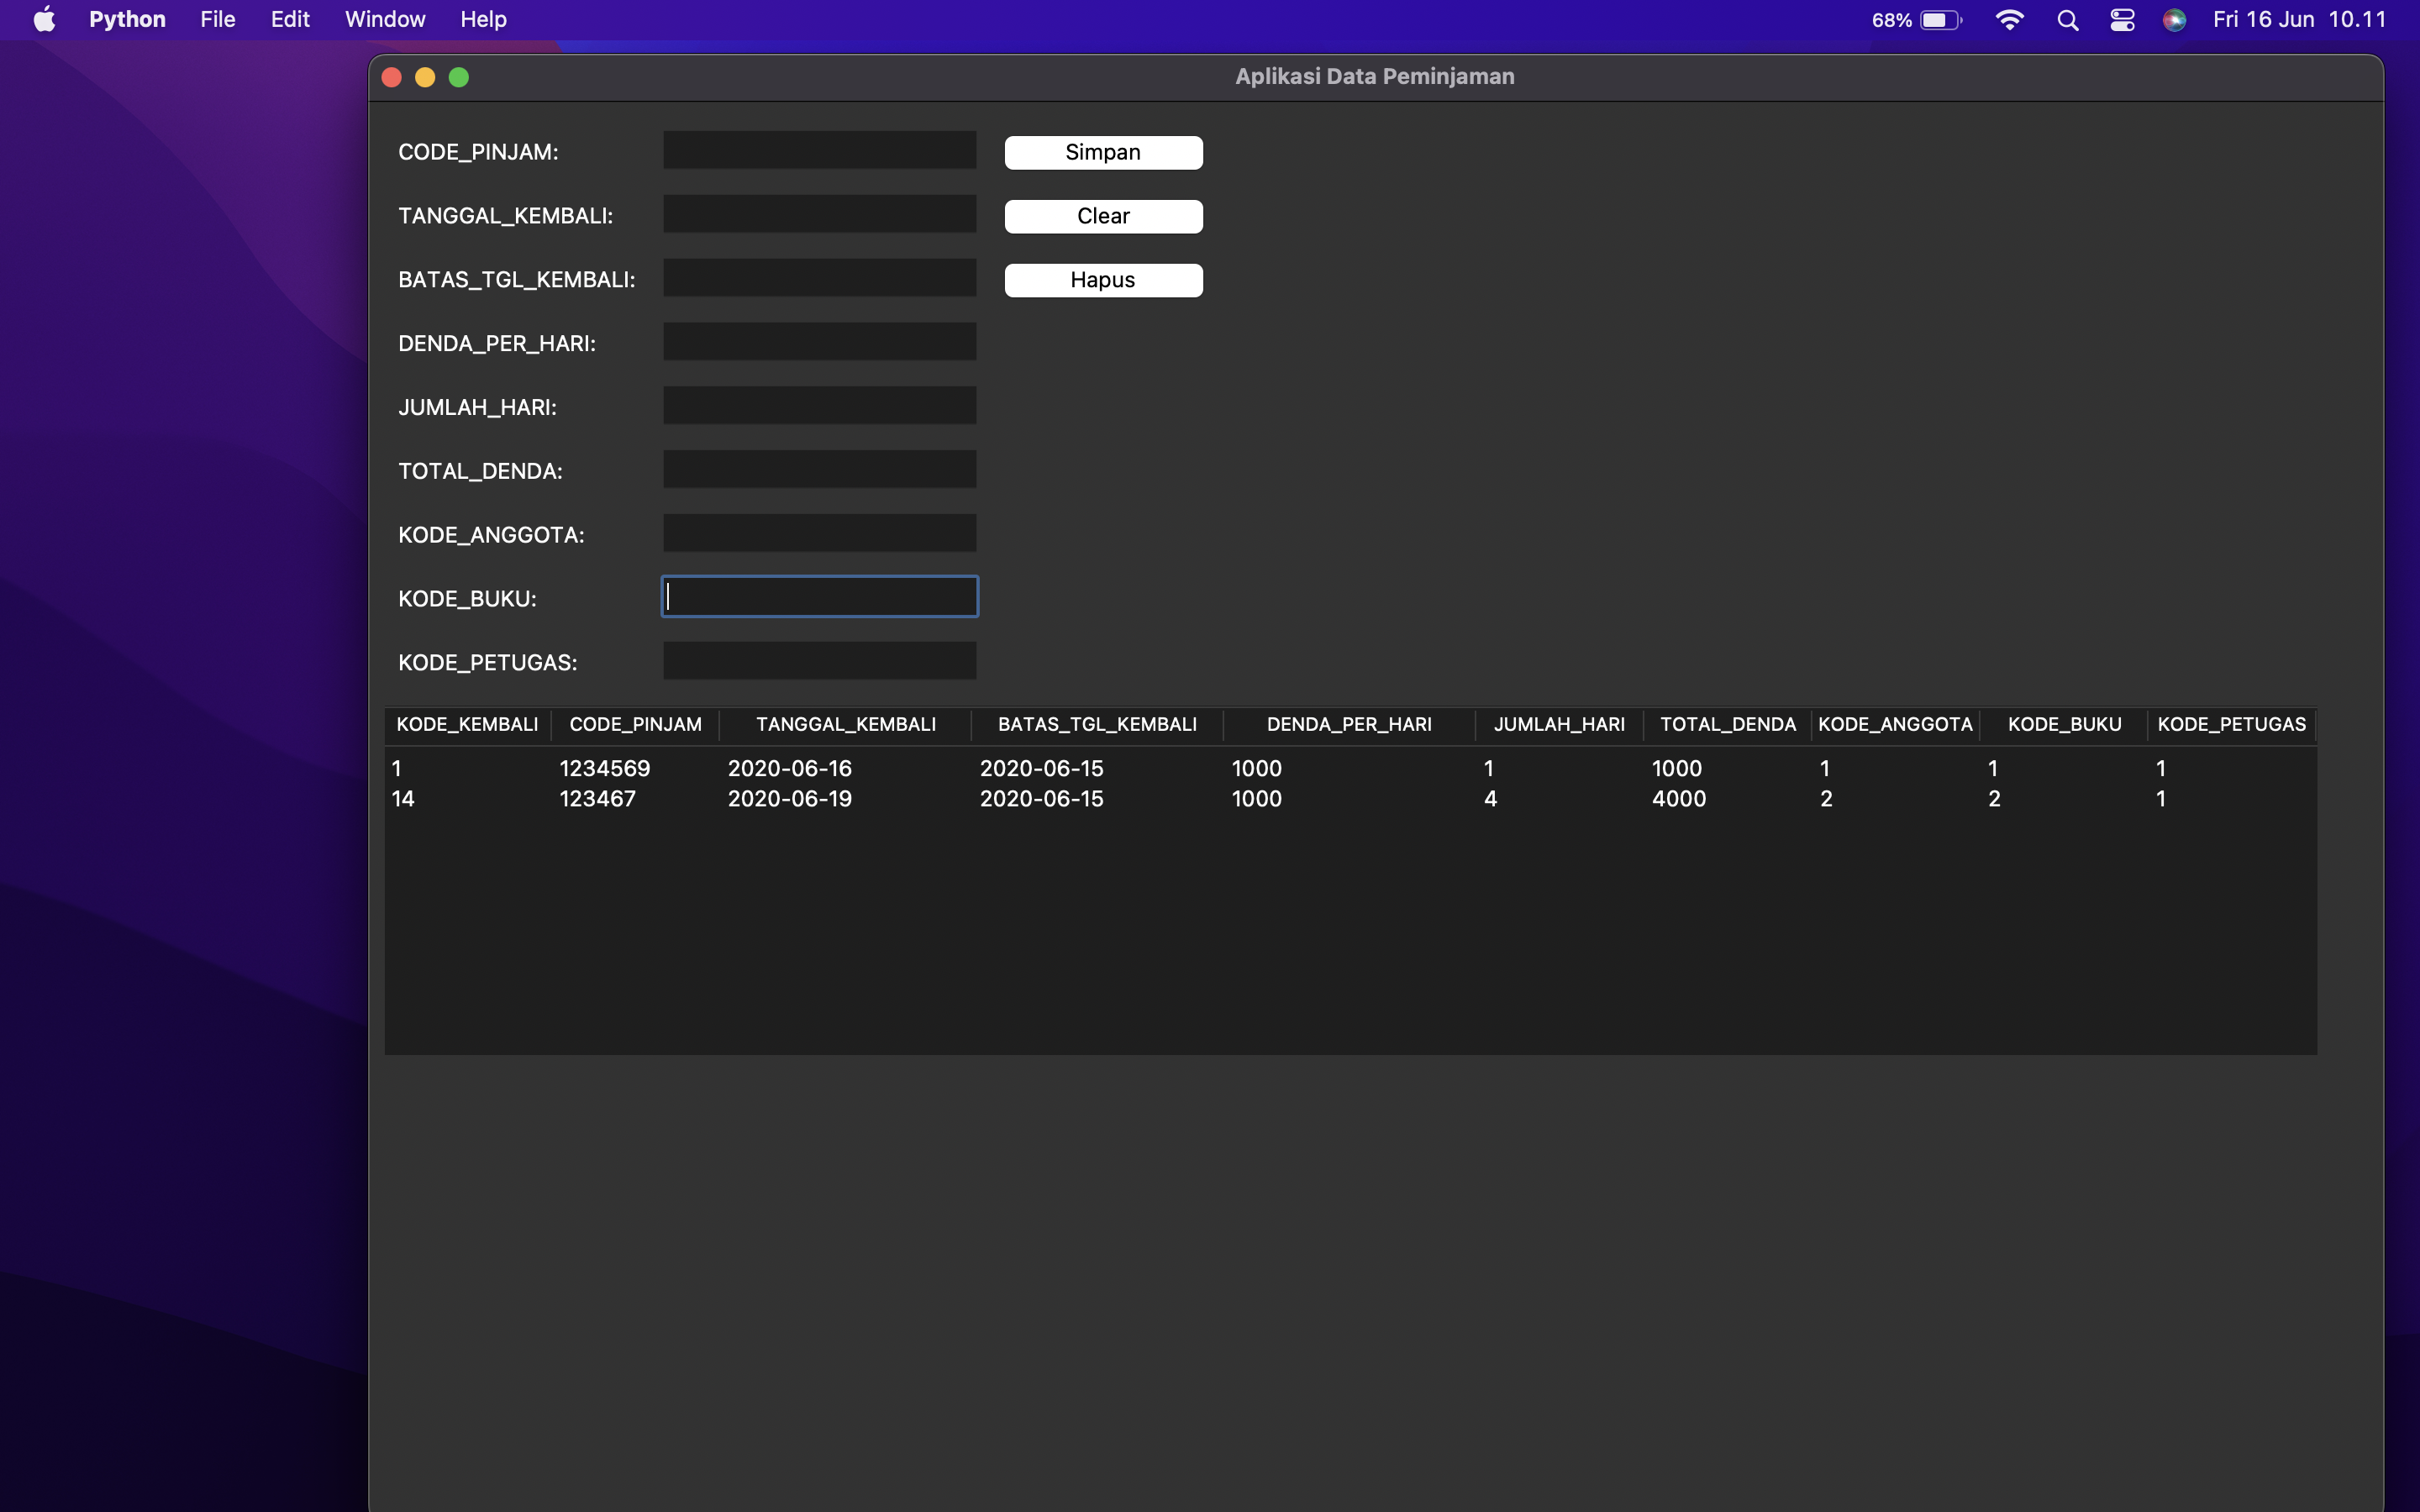 Python File Edit Window Help 68% Fri 16 Jun 10.11
Aplikasi Data Peminjaman
CODE_PINJAM: Simpan
TANGGAL_KEMBALI: Clear
BATAS_TGL_KEMBALI: Hapus
DENDA_PER_HARI:
JUMLAH_HARI:
TOTAL_DENDA:
KODE_ANGGOTA:
KODE_BUKU:
KODE_PETUGAS:
KODE_KEMBALI CODE_PINJAM TANGGAL_KEMBALI BATAS_TGL_KEMBALI DENDA_PER_HARI JUMLAH_HARI TOTAL_DENDA KODE_ANGGOTA KODE_BUKU KODE_PETUGAS
1 1234569 2020-06-16 2020-06-15 1000 1 1000 1 1 1
14 123467 2020-06-19 2020-06-15 1000 4 4000 2 2 1